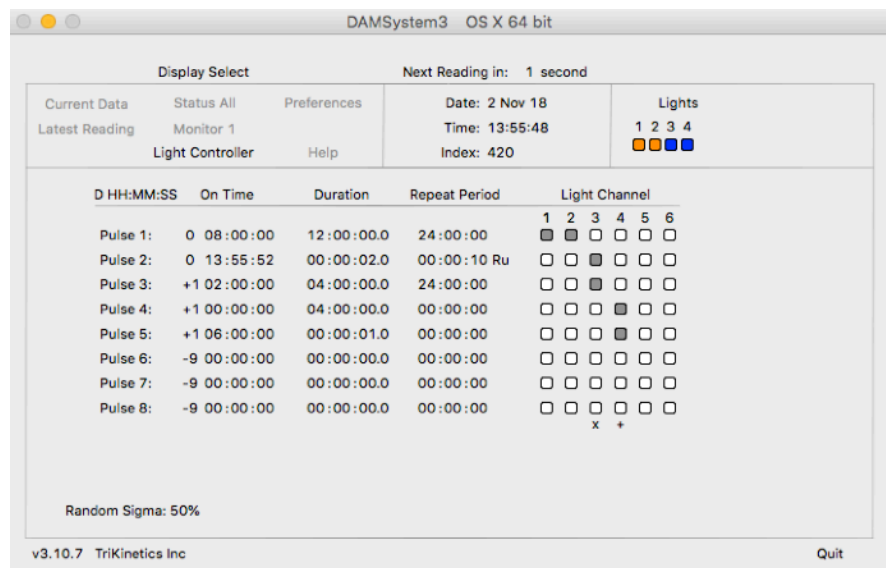 DAMSystem3 OS X 64 bit
Display Select Next Reading in: 1 second
Current Data Status All Preferences Date: 2 Nov 18 Lights
Latest Reading Monitor 1 Time: 13:55:48 1 2 3 4
Light Controller Help Index: 420
D HH:MM:SS On Time Duration Repeat Period Light Channel
1 2 3 4 5 6
Pulse 1: 0 08:00:00 12:00:00.0 24:00:00
Pulse 2: 0 13:55:52 00:00:02.0 00:00:10 Ru
Pulse 3: +1 02:00:00 04:00:00.0 24:00:00
Pulse 4: +1 00:00:00 04:00:00.0 00:00:00
Pulse 5: +1 06:00:00 00:00:01.0 00:00:00
Pulse 6: -9 00:00:00 00:00:00.0 00:00:00
Pulse 7: -9 00:00:00 00:00:00.0 00:00:00
Pulse 8: -9 00:00:00 00:00:00.0 00:00:00
x +
Random Sigma: 50%
v3.10.7 TriKinetics Inc Quit